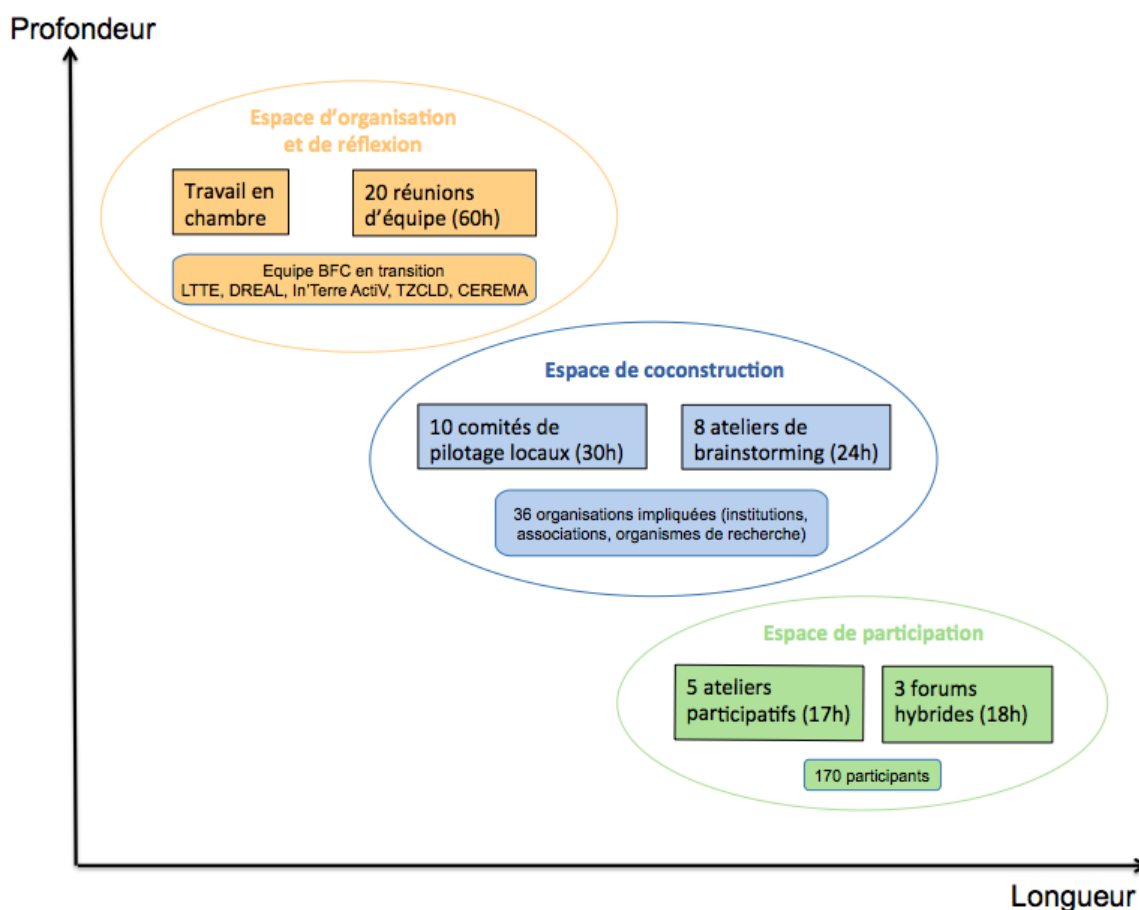 Profondeur
Espace d'organisation
et de réflexion
Travail en
chambre
20 réunions
d'équipe (60h)
Equipe BFC en transition
LTTE, DREAL, In'Terre ActiV, TZCLD, CEREMA
Espace de coconstruction
10 comités de
pilotage locaux (30h)
8 ateliers de
brainstorming (24h)
36 organisations impliquées (institutions,
associations, organismes de recherche)
Espace de participation
5 ateliers
participatifs (17h)
3 forums
hybrides (18h)
170 participants
Longueur